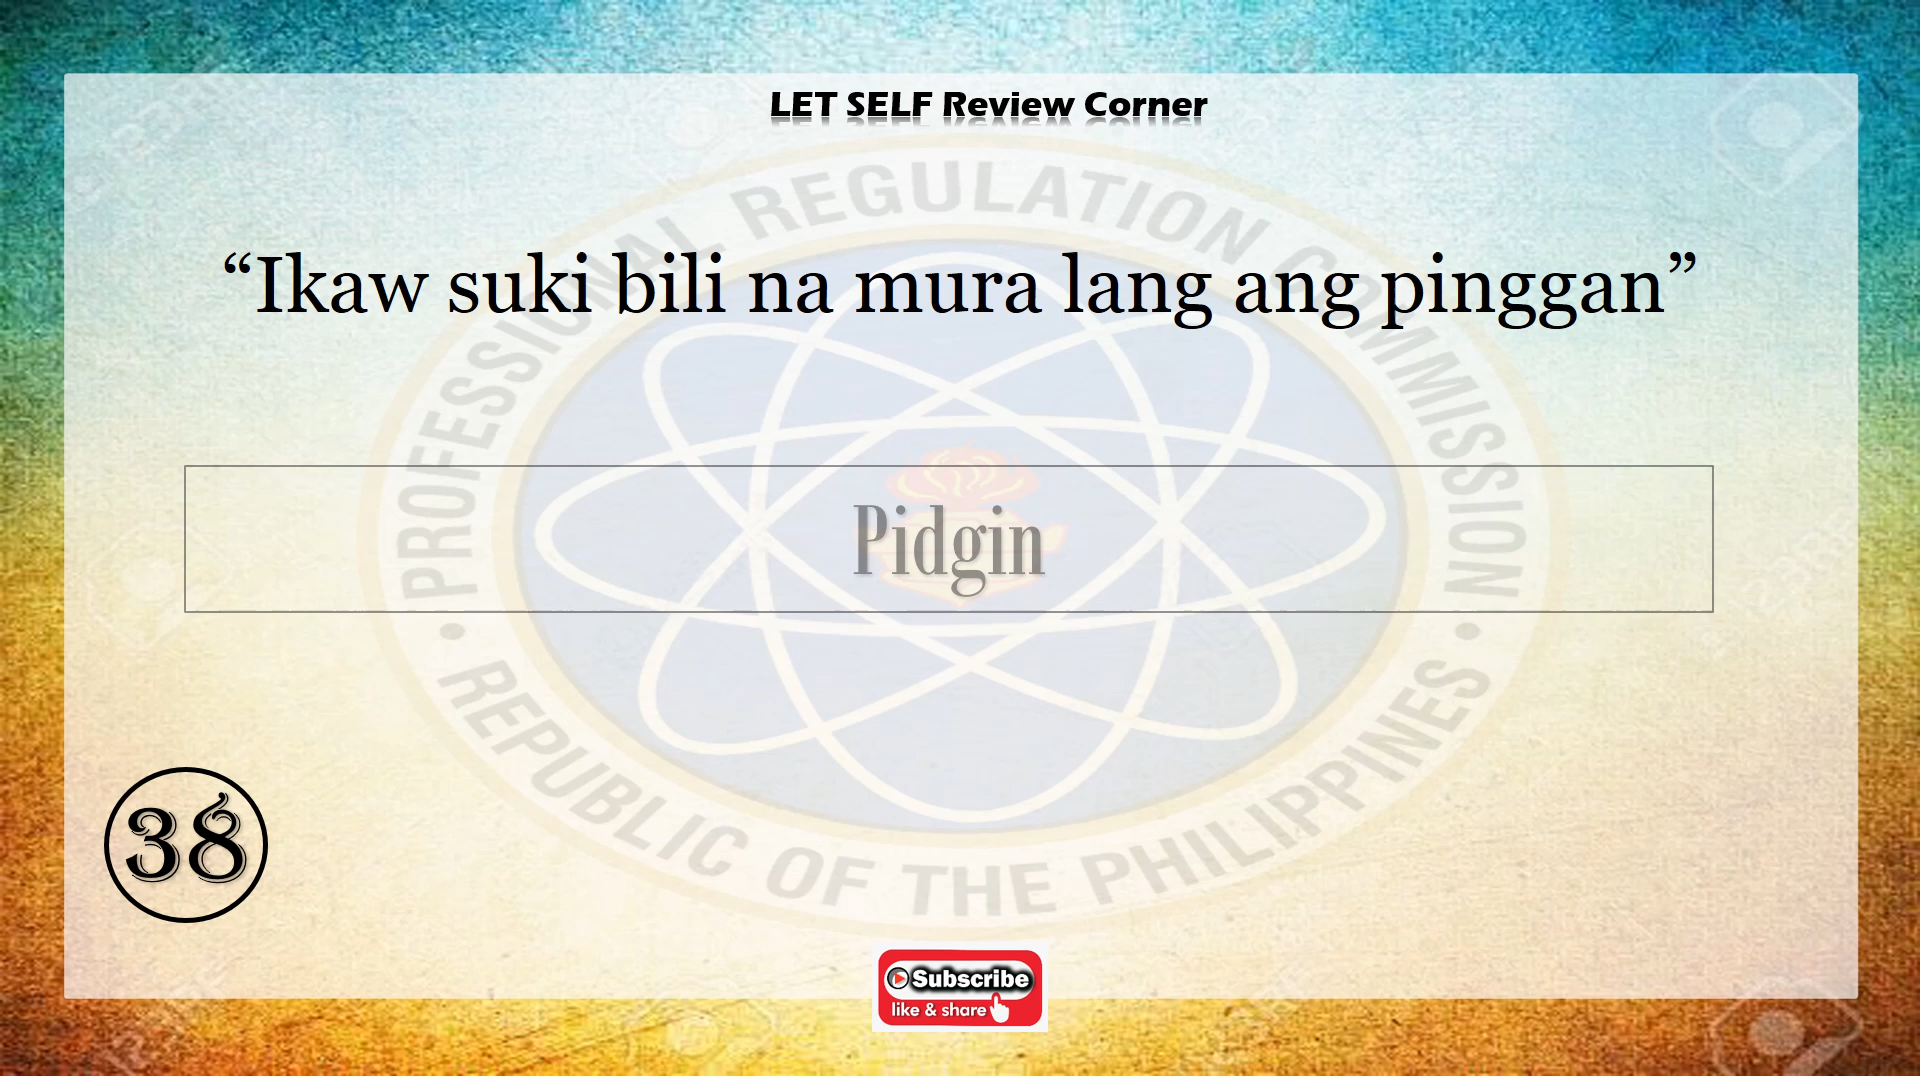 LET SELF Review Corner
PROFESSIONAL REGULATION COMMISSION
“Ikaw suki bili na mura lang ang pinggan”
Pidgin
• REPUBLIC OF THE PHILIPPINES •
38
Subscribe
like & share